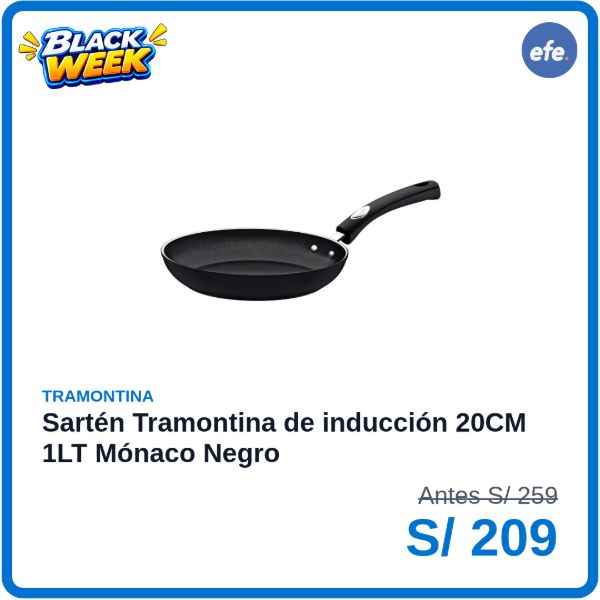 BLACK
WEEK
efe.
TRAMONTINA
Sartén Tramontina de inducción 20CM
1LT Mónaco Negro
Antes S/ 259
S/ 209